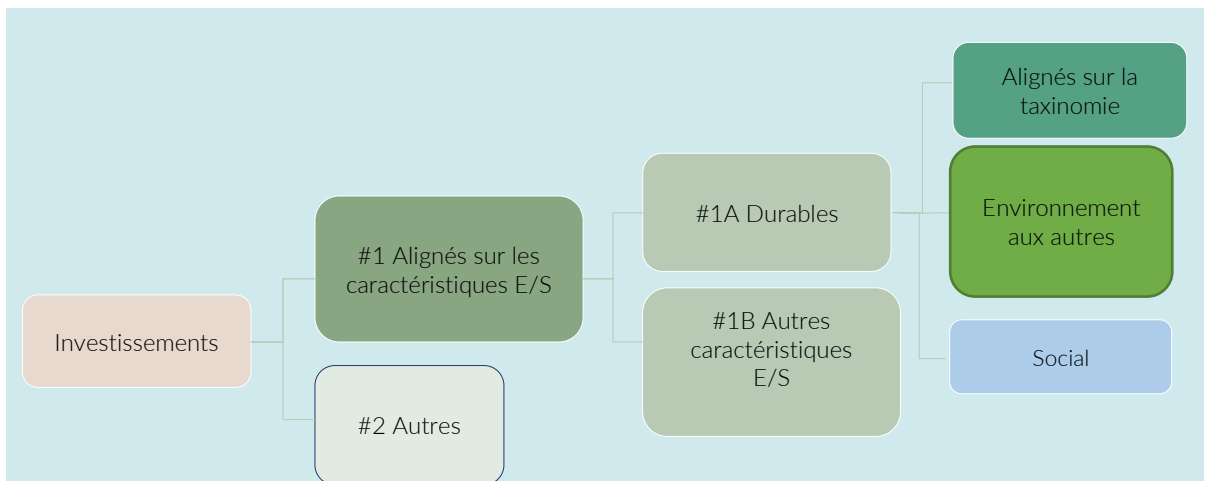 Investissements
#1 Alignés sur les
caractéristiques E/S
#2 Autres
#1A Durables
#1B Autres
caractéristiques
E/S
Alignés sur la
taxinomie
Environnement
aux autres
Social